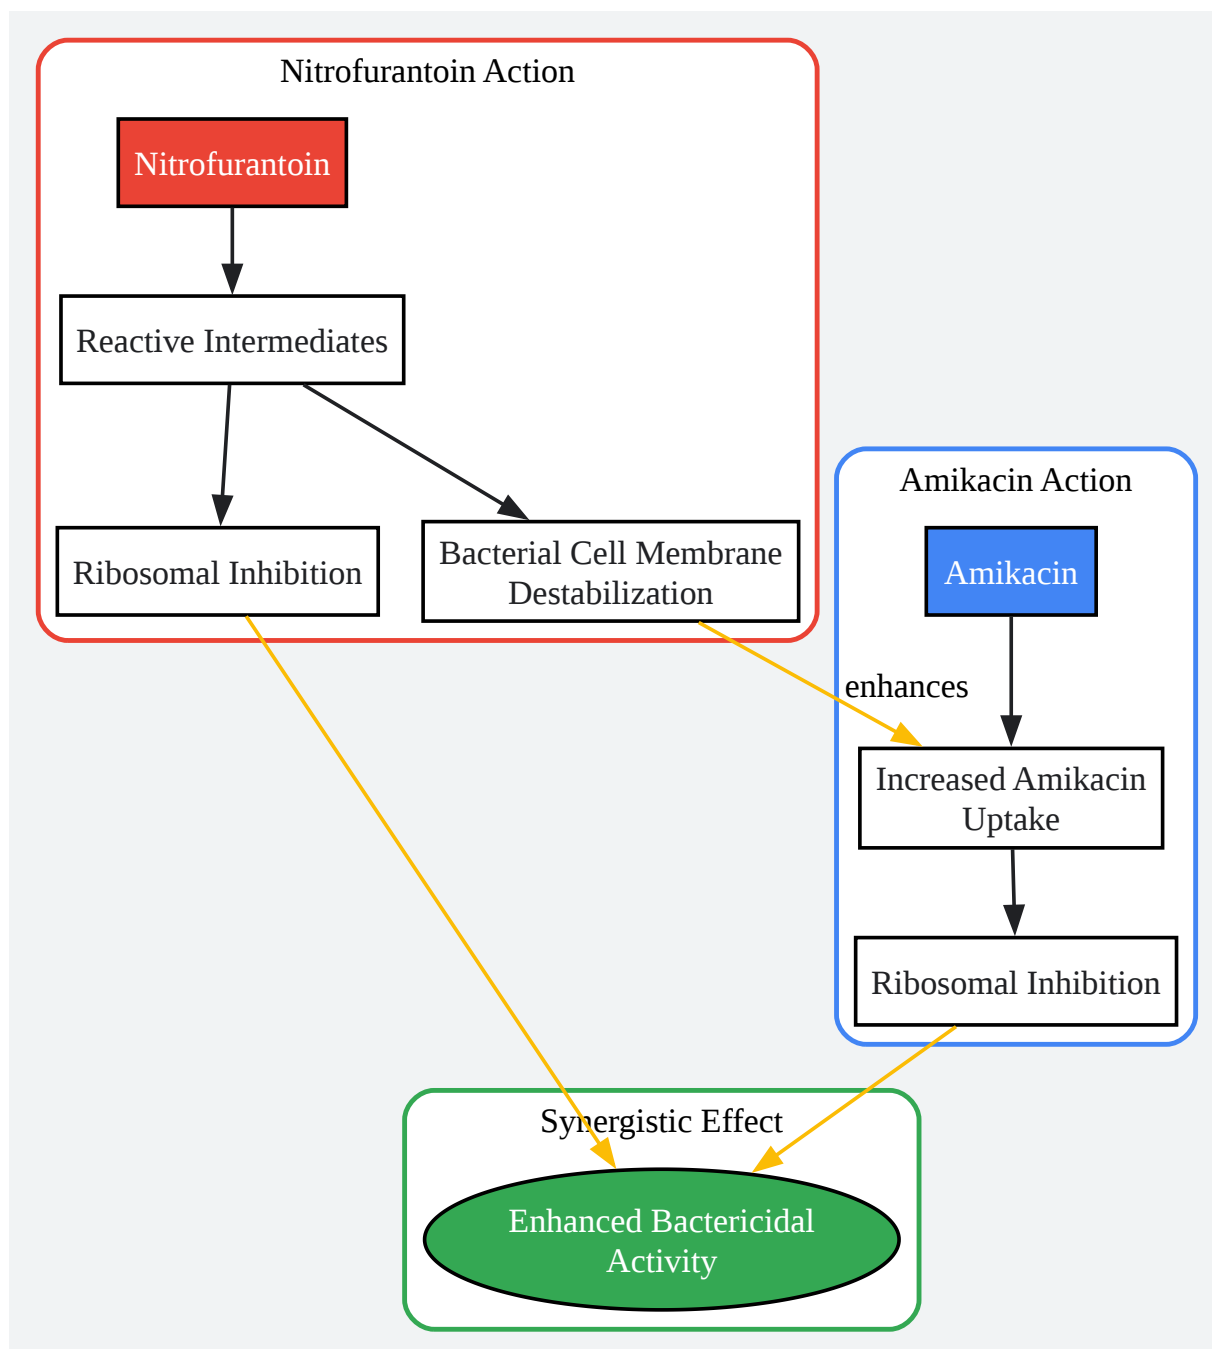 Nitrofurantoin Action
Nitrofurantoin
Reactive Intermediates
Ribosomal Inhibition
Bacterial Cell Membrane
Destabilization
Amikacin Action
Amikacin
enhances
Increased Amikacin
Uptake
Ribosomal Inhibition
Synergistic Effect
Enhanced Bactericidal
Activity